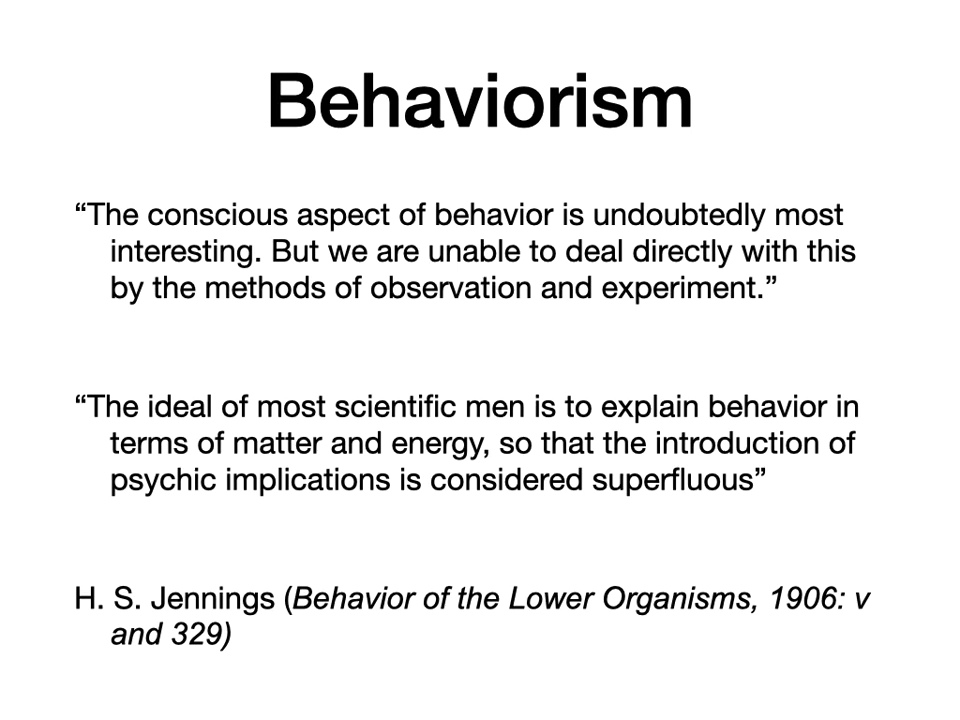 Behaviorism
“The conscious aspect of behavior is undoubtedly most
interesting. But we are unable to deal directly with this
by the methods of observation and experiment.”
“The ideal of most scientific men is to explain behavior in
terms of matter and energy, so that the introduction of
psychic implications is considered superfluous”
H. S. Jennings (Behavior of the Lower Organisms, 1906: v
and 329)